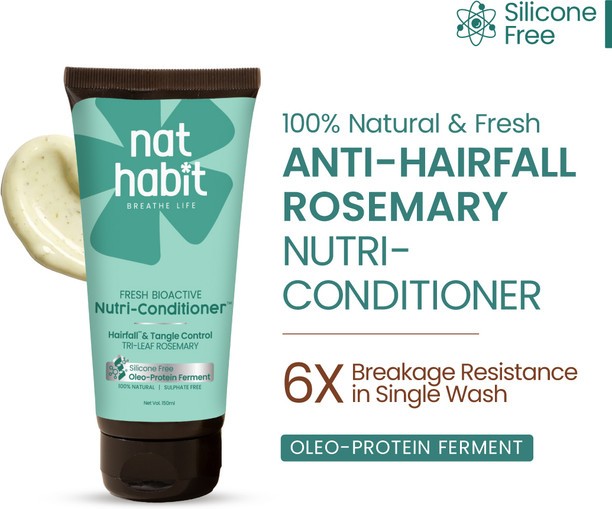 Silicone
Free
nat
habit
BREATHE LIFE
FRESH BIOACTIVE
Nutri-Conditioner™
Hairfall* & Tangle Control
TRI-LEAF ROSEMARY
Silicone Free
Oleo-Protein Ferment
100% NATURAL | SULPHATE FREE
Net Vol. 150ml
100% Natural & Fresh
ANTI-HAIRFALL
ROSEMARY
NUTRI-
CONDITIONER
6X Breakage Resistance
in Single Wash
OLEO-PROTEIN FERMENT